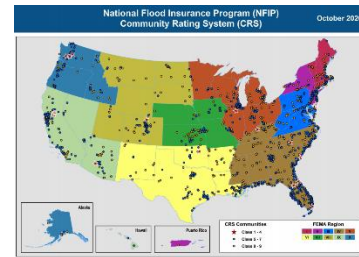 National Flood Insurance Program (NFIP)
Community Rating System (CRS)
October 2020
Alaska
Hawaii
Puerto Rico
CRS Communities
Class 1 - 4
Class 5 - 7
Class 8 - 9
FEMA Region